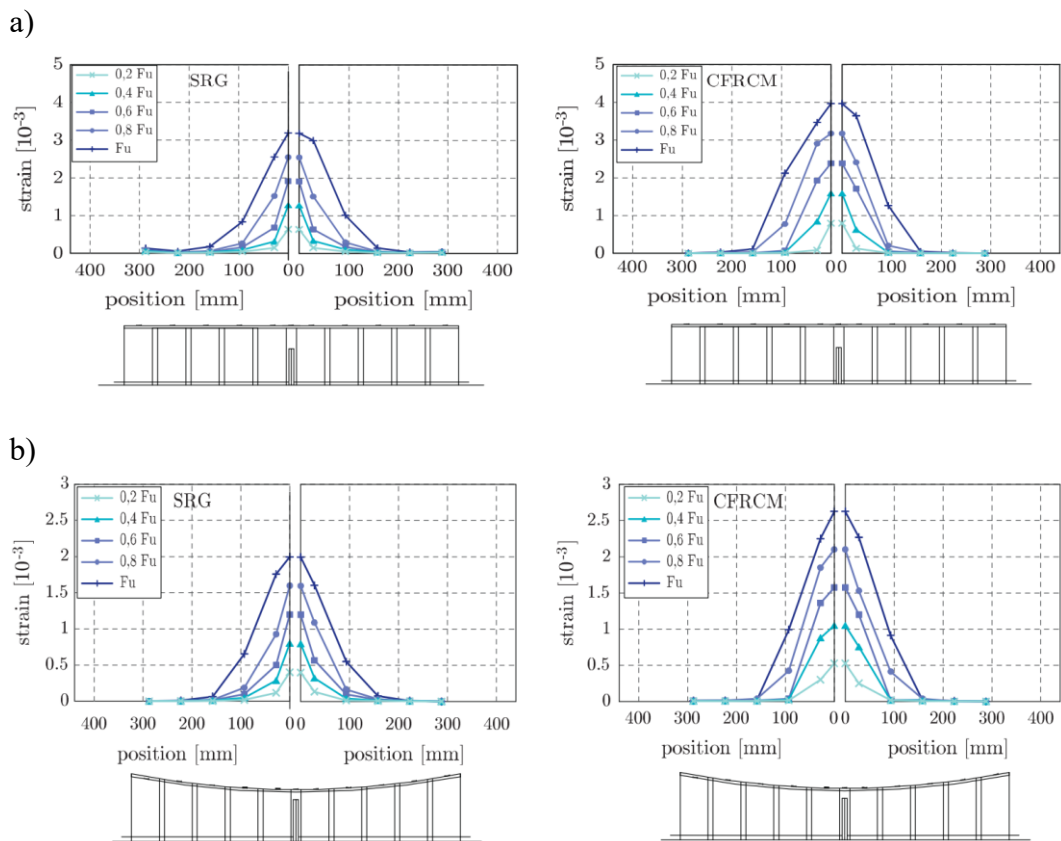 a)
SRG
0,2 Fu
0,4 Fu
0,6 Fu
0,8 Fu
Fu
strain [10⁻³]
5
4
3
2
1
0
400 300 200 100 0 0 100 200 300 400
position [mm] position [mm]
CFRCM
0,2 Fu
0,4 Fu
0,6 Fu
0,8 Fu
Fu
strain [10⁻³]
5
4
3
2
1
0
400 300 200 100 0 0 100 200 300 400
position [mm] position [mm]
b)
SRG
0,2 Fu
0,4 Fu
0,6 Fu
0,8 Fu
Fu
strain [10⁻³]
3
2.5
2
1.5
1
0.5
0
400 300 200 100 0 0 100 200 300 400
position [mm] position [mm]
CFRCM
0,2 Fu
0,4 Fu
0,6 Fu
0,8 Fu
Fu
strain [10⁻³]
3
2.5
2
1.5
1
0.5
0
400 300 200 100 0 0 100 200 300 400
position [mm] position [mm]